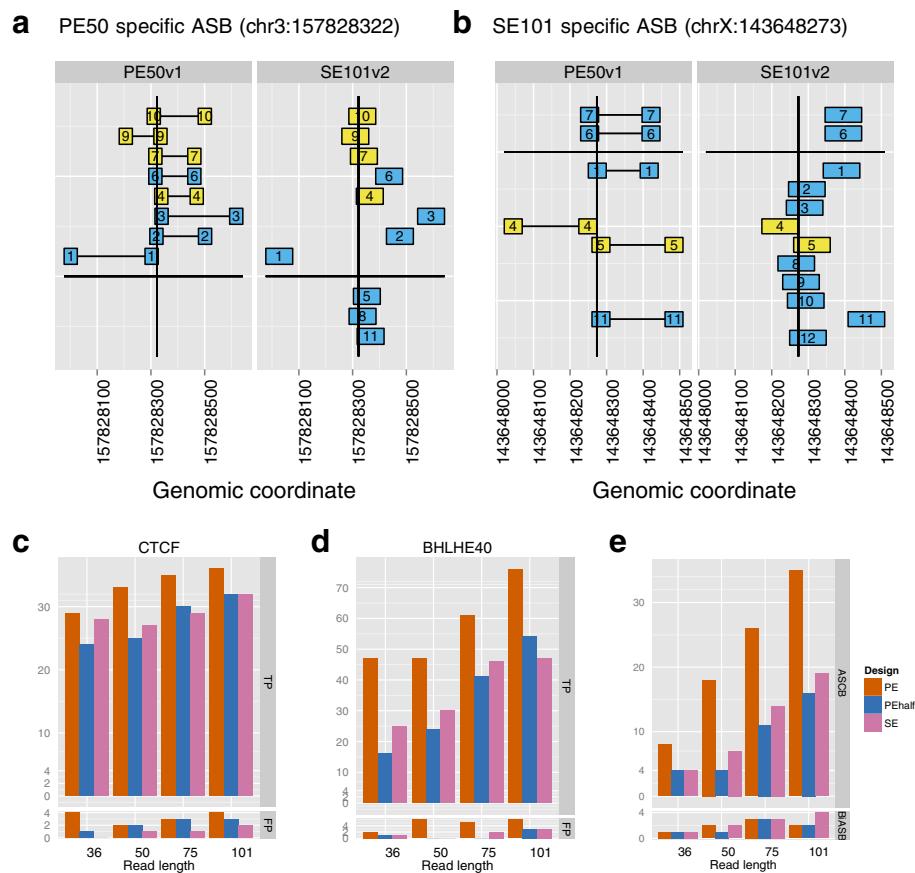 a PE50 specific ASB (chr3:157828322)
PE50v1 SE101v2
10 10 10
9 9 9
7 7 7
6 6 6
4 4 4
3 3 3
2 2 2
1 1 1
5
8
11
157828100 157828300 157828500 157828100 157828300 157828500
Genomic coordinate
b SE101 specific ASB (chrX:143648273)
PE50v1 SE101v2
7 7 7
6 6 6
1 1 1
2
3
4 4 4
5 5 5
8
9
10
11 11 11
12
143648000 143648100 143648200 143648300 143648400 143648500 143648000 143648100 143648200 143648300 143648400 143648500
Genomic coordinate
c CTCF
30
20
10
4
2
0
TP
4
2
0
FP
36 50 75 101
Read length
d BHLHE40
70
60
50
40
30
20
10
4
2
0
TP
4
2
0
FP
36 50 75 101
Read length
e
30
20
10
4
0
ASCB
4
2
0
BiASB
36 50 75 101
Read length
Design
PE
PEhalf
SE